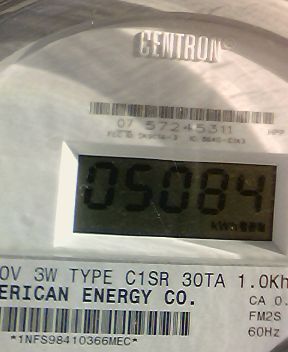 CENTRON®
07 57245311
05084
0V 3W TYPE C1SR 30TA 1.0Kh
ERICAN ENERGY CO.
CA 0.
FM2S
60Hz
*1NFS98410366MEC*